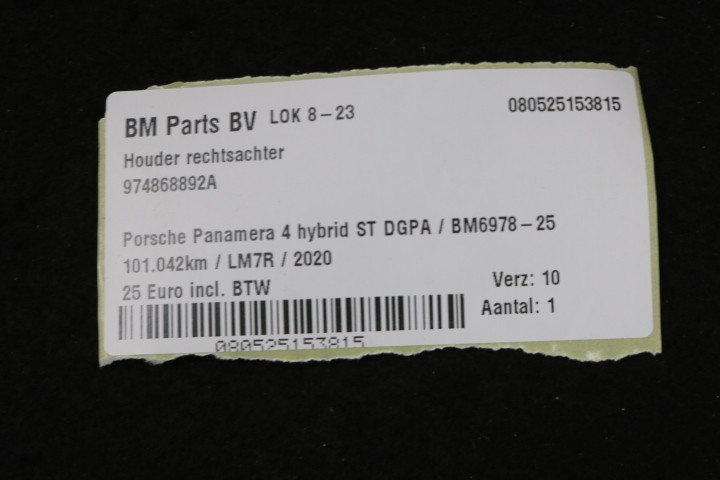 BM Parts BV LOK 8-23 080525153815
Houder rechtsachter
974868892A
Porsche Panamera 4 hybrid ST DGPA / BM6978-25
101.042km / LM7R / 2020
25 Euro incl. BTW Verz: 10
Aantal: 1
080525153815